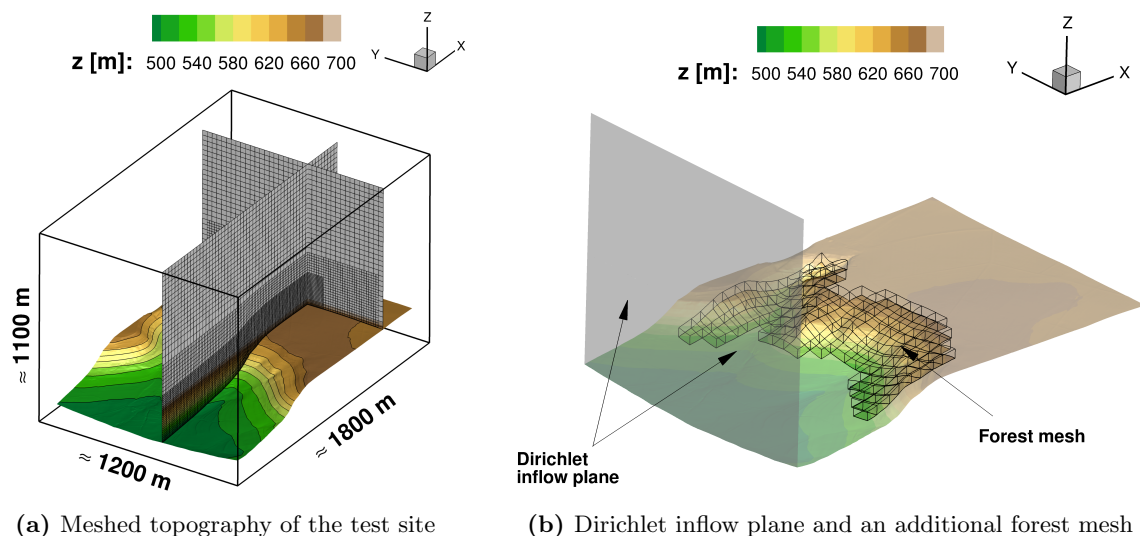 Z
Y
X
z [m]: 500 540 580 620 660 700
≈ 1100 m
≈ 1200 m
≈ 1800 m
(a) Meshed topography of the test site
Z
Y
X
z [m]: 500 540 580 620 660 700
Dirichlet
inflow plane
Forest mesh
(b) Dirichlet inflow plane and an additional forest mesh